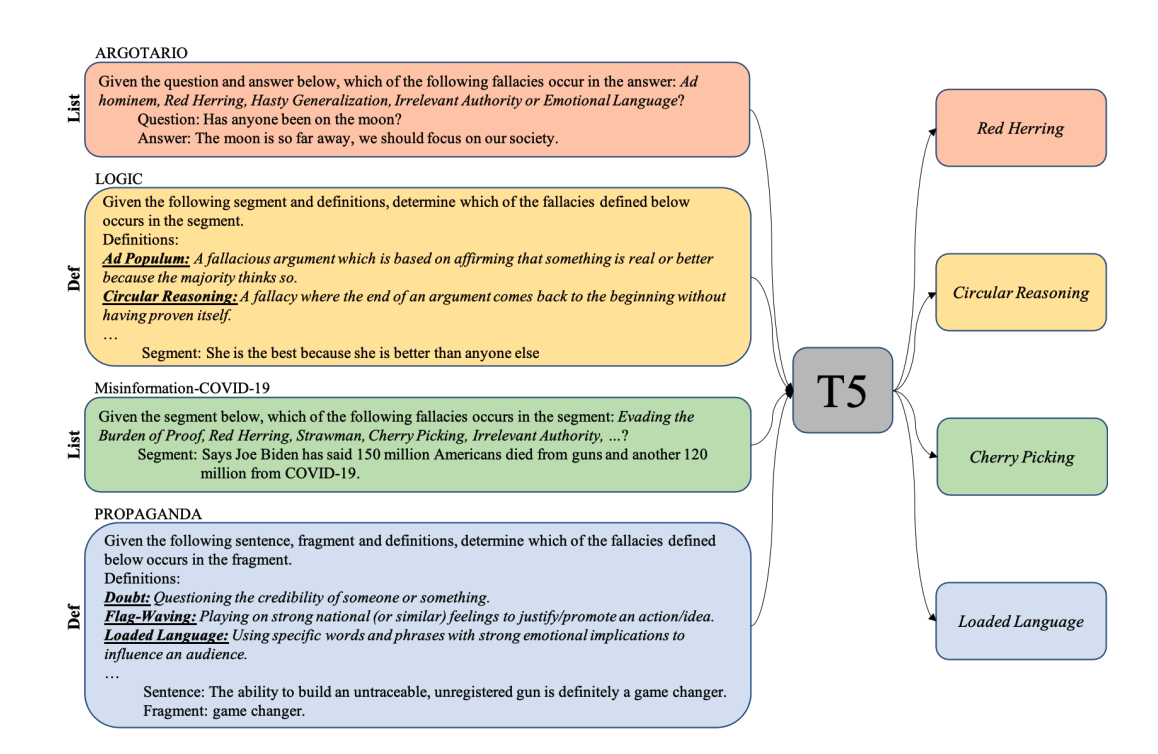 ARGOTARIO
List
Given the question and answer below, which of the following fallacies occur in the answer: Ad
hominem, Red Herring, Hasty Generalization, Irrelevant Authority or Emotional Language?
Question: Has anyone been on the moon?
Answer: The moon is so far away, we should focus on our society.
LOGIC
Def
Given the following segment and definitions, determine which of the fallacies defined below
occurs in the segment.
Definitions:
Ad Populum: A fallacious argument which is based on affirming that something is real or better
because the majority thinks so.
Circular Reasoning: A fallacy where the end of an argument comes back to the beginning without
having proven itself.
…
Segment: She is the best because she is better than anyone else
Misinformation-COVID-19
List
Given the segment below, which of the following fallacies occurs in the segment: Evading the
Burden of Proof, Red Herring, Strawman, Cherry Picking, Irrelevant Authority, …?
Segment: Says Joe Biden has said 150 million Americans died from guns and another 120
million from COVID-19.
PROPAGANDA
Def
Given the following sentence, fragment and definitions, determine which of the fallacies defined
below occurs in the fragment.
Definitions:
Doubt: Questioning the credibility of someone or something.
Flag-Waving: Playing on strong national (or similar) feelings to justify/promote an action/idea.
Loaded Language: Using specific words and phrases with strong emotional implications to
influence an audience.
…
Sentence: The ability to build an untraceable, unregistered gun is definitely a game changer.
Fragment: game changer.
T5
Red Herring
Circular Reasoning
Cherry Picking
Loaded Language